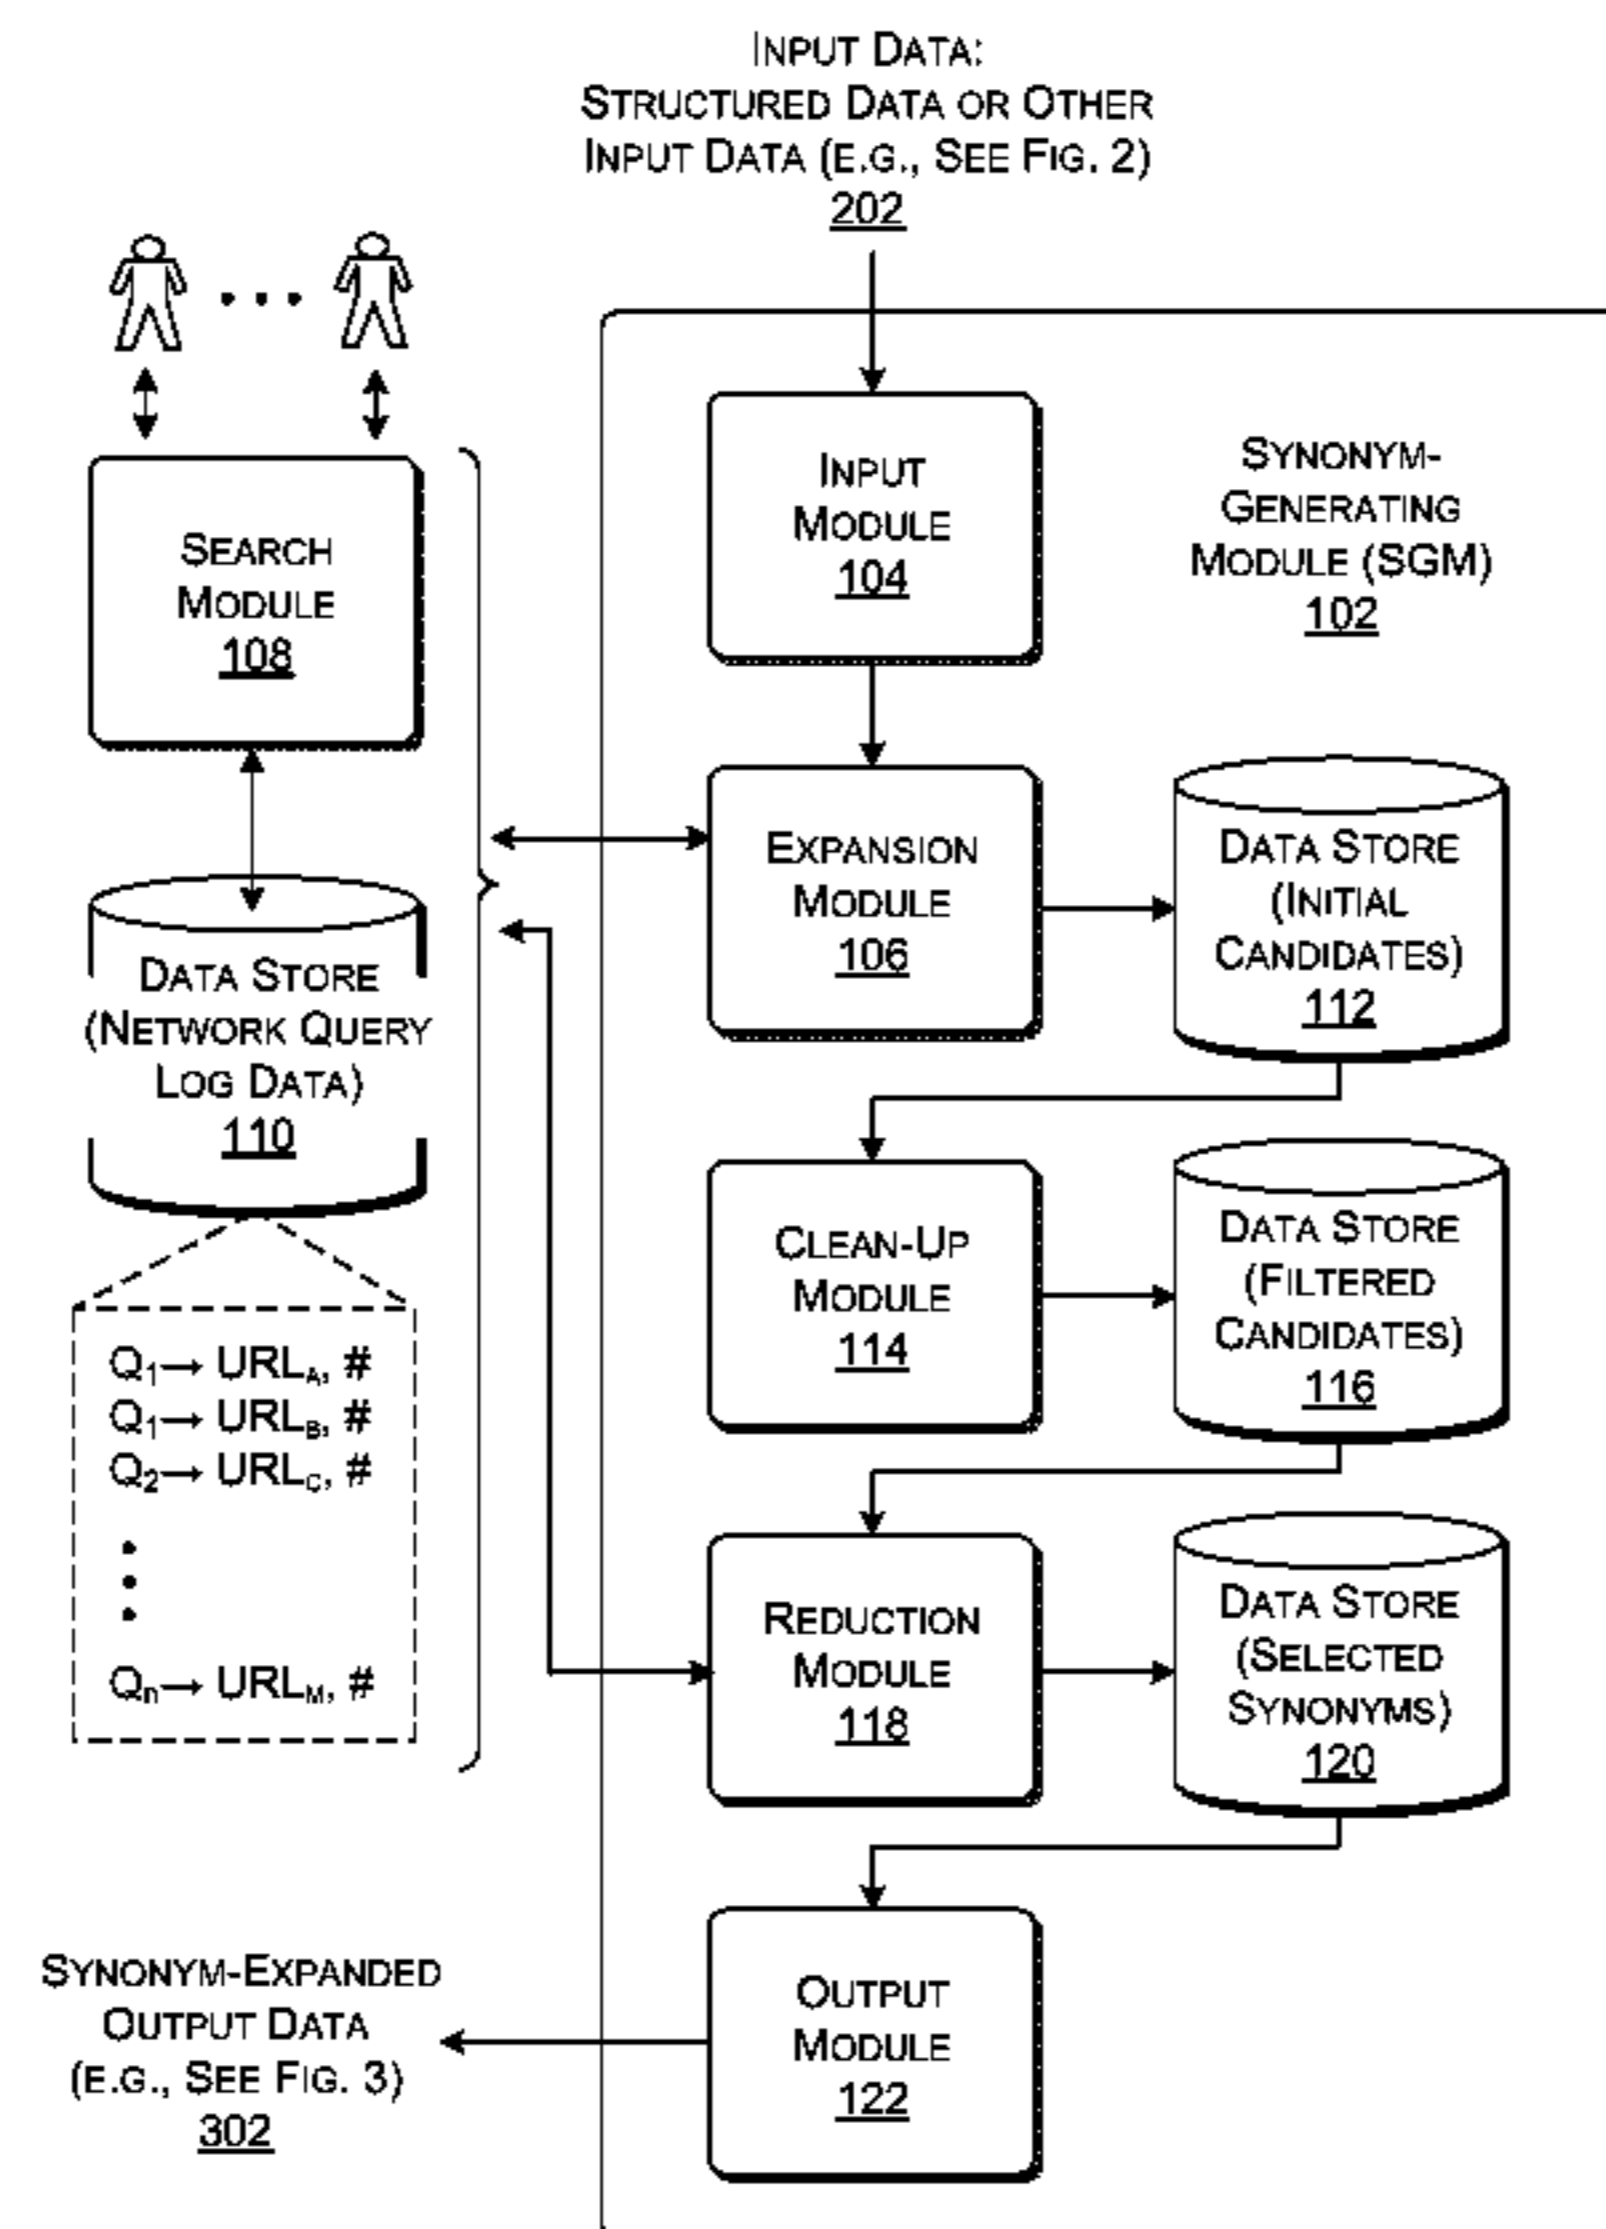 INPUT DATA:
STRUCTURED DATA OR OTHER
INPUT DATA (E.G., SEE FIG. 2)
202
INPUT
MODULE
104
SYNONYM-
GENERATING
MODULE (SGM)
102
SEARCH
MODULE
108
EXPANSION
MODULE
106
DATA STORE
(INITIAL
CANDIDATES)
112
DATA STORE
(NETWORK QUERY
LOG DATA)
110
CLEAN-UP
MODULE
114
DATA STORE
(FILTERED
CANDIDATES)
116
Q1→ URLA, #
Q1→ URLB, #
Q2→ URLC, #
Qn→ URLM, #
REDUCTION
MODULE
118
DATA STORE
(SELECTED
SYNONYMS)
120
SYNONYM-EXPANDED
OUTPUT DATA
(E.G., SEE FIG. 3)
302
OUTPUT
MODULE
122